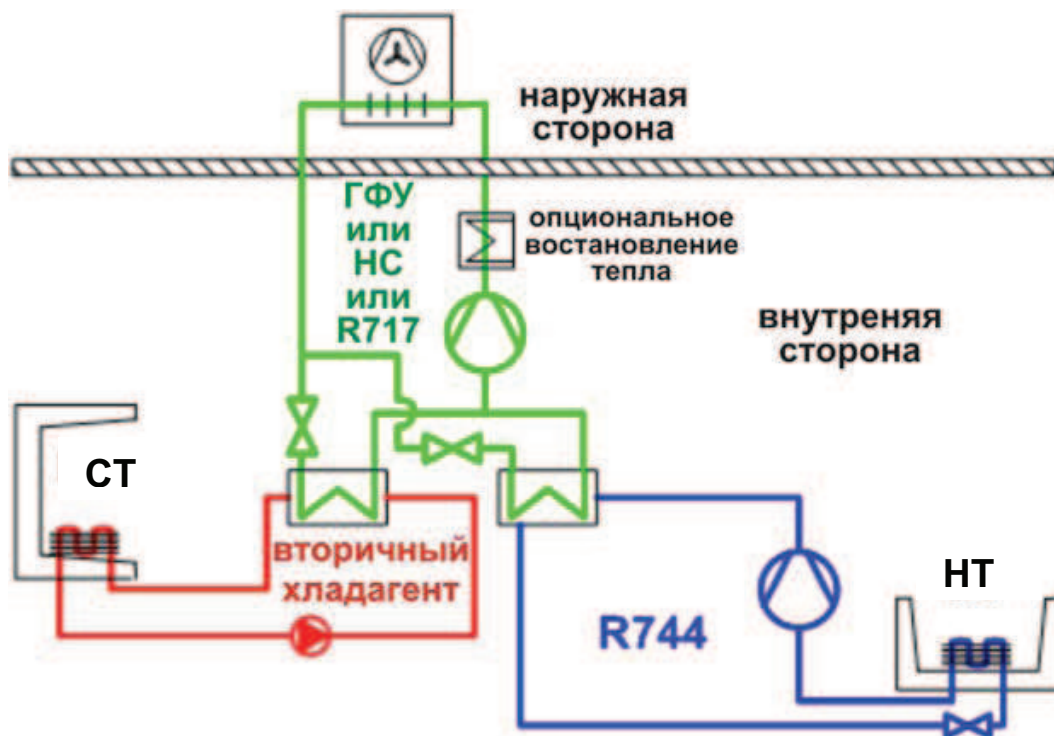 наружная
сторона
ГФУ
или
НС
или
R717
опциональное
востановление
тепла
внутреняя
сторона
СТ
вторичный
хладагент
R744
НТ